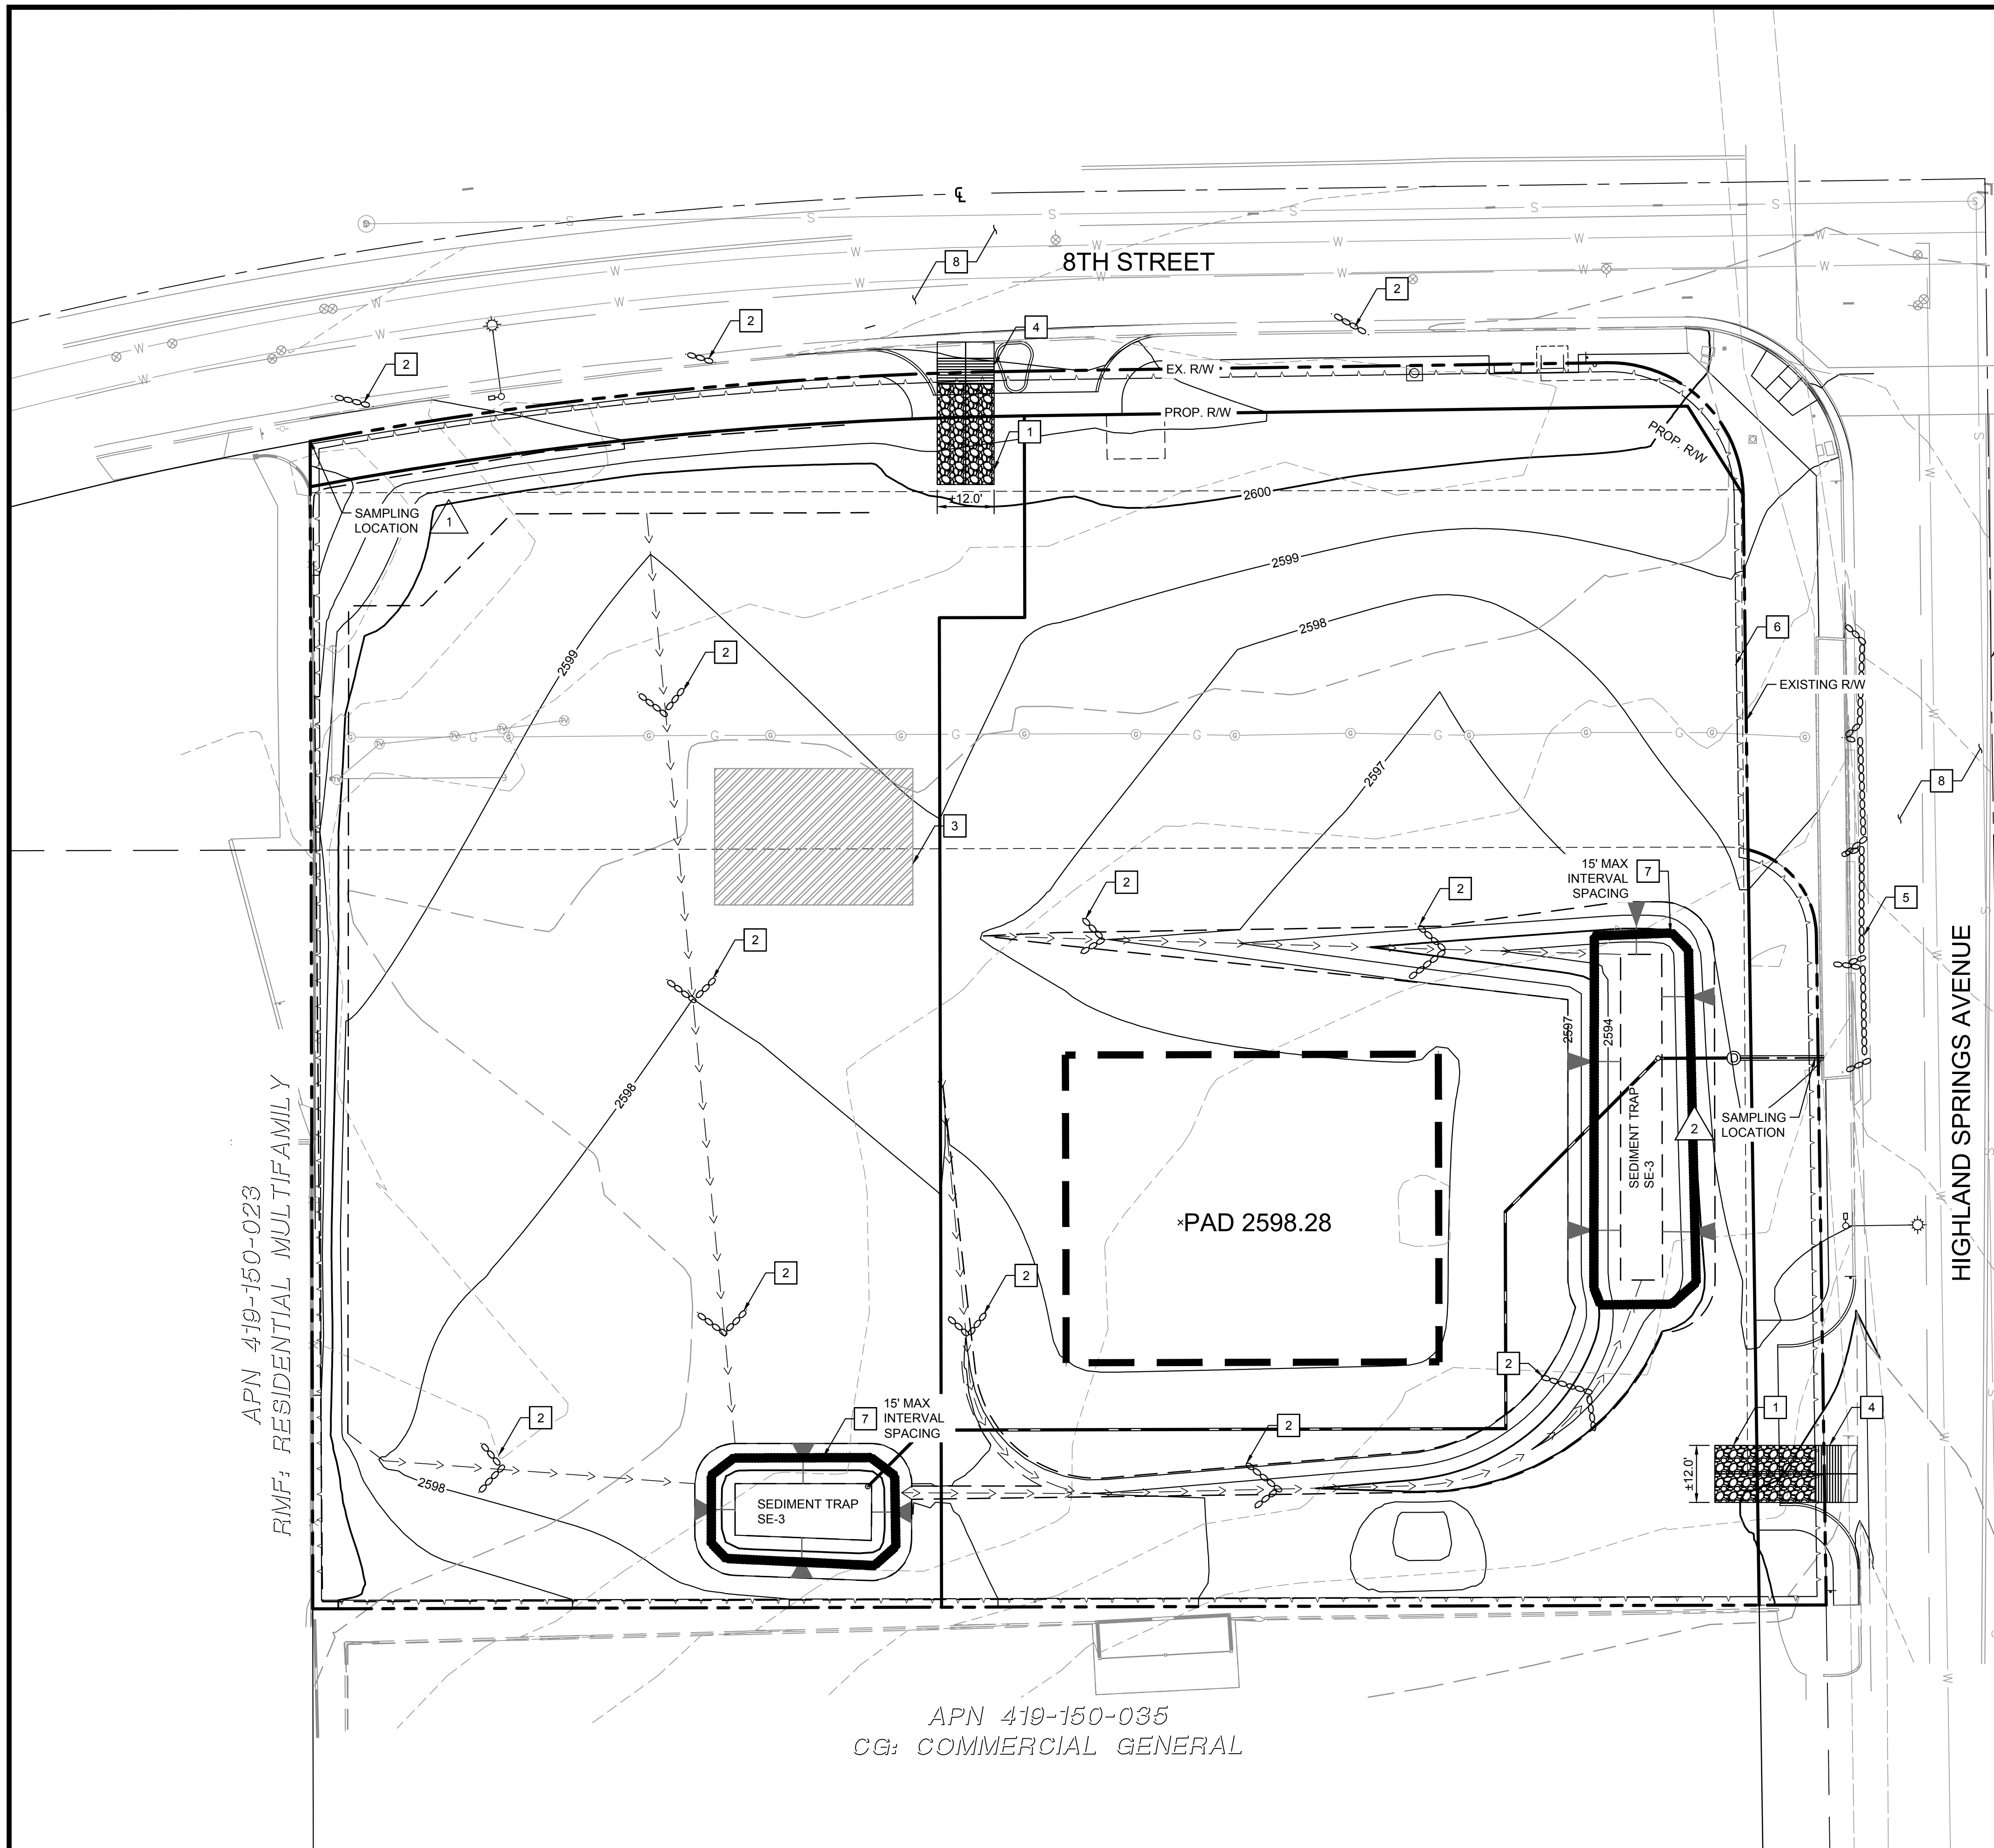 ℄
S
S
S
S
S
S
S
W
W
W
W
W
W
W
W
W
W
W
W
W
W
8
8TH STREET
2
2
2
4
EX. R/W
PROP. R/W
PROP. R/W
1
±12.0'
2600
SAMPLING
LOCATION
1
2599
2598
2599
2
6
EXISTING R/W
G
G
G
G
G
2597
8
3
15' MAX
INTERVAL
SPACING
7
2
2
5
2
HIGHLAND SPRINGS AVENUE
2597
2594
2598
SEDIMENT TRAP
SE-3
D
2
SAMPLING
LOCATION
APN 419-150-023
RMF: RESIDENTIAL MULTIFAMILY
×PAD 2598.28
2
2
2
2
15' MAX
INTERVAL
SPACING
7
2
2598
SEDIMENT TRAP
SE-3
1
4
±12.0'
APN 419-150-035
CG: COMMERCIAL GENERAL